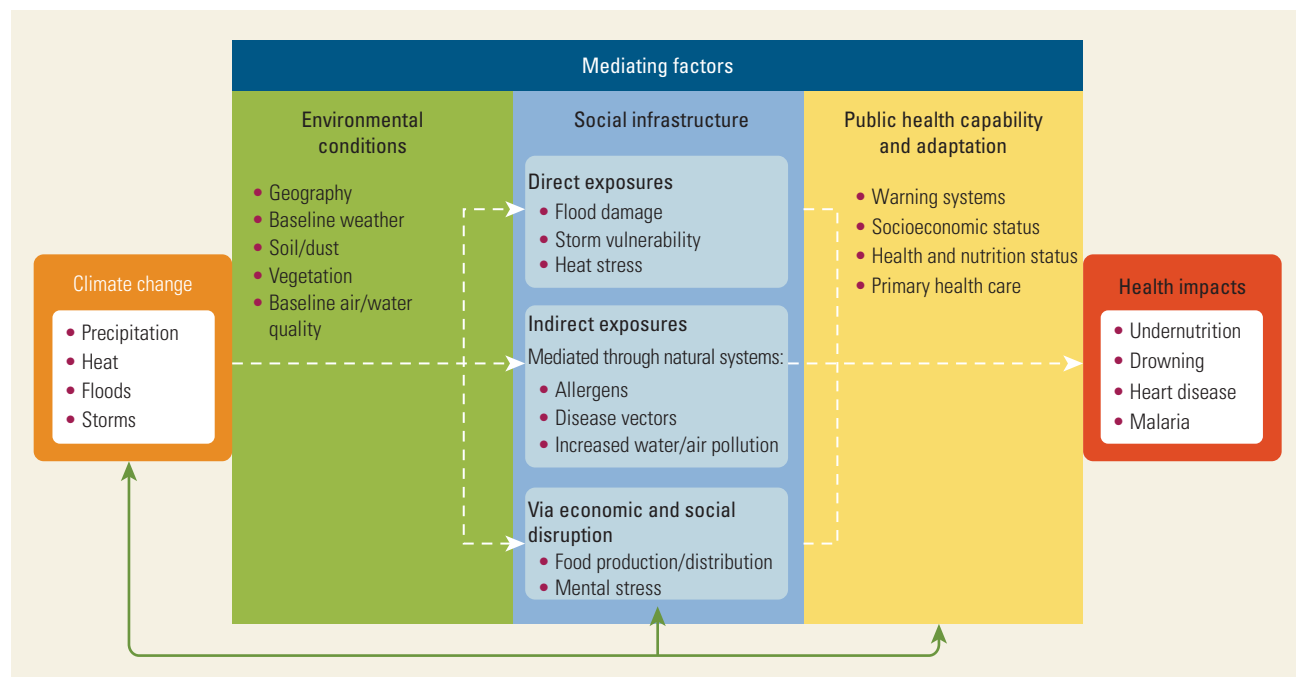 Mediating factors
Climate change
Precipitation
Heat
Floods
Storms
Environmental
conditions
Geography
Baseline weather
Soil/dust
Vegetation
Baseline air/water
quality
Social infrastructure
Direct exposures
Flood damage
Storm vulnerability
Heat stress
Indirect exposures
Mediated through natural systems:
Allergens
Disease vectors
Increased water/air pollution
Via economic and social
disruption
Food production/distribution
Mental stress
Public health capability
and adaptation
Warning systems
Socioeconomic status
Health and nutrition status
Primary health care
Health impacts
Undernutrition
Drowning
Heart disease
Malaria